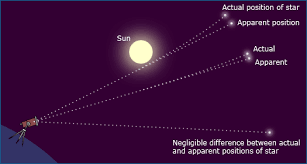 Actual position of star
Apparent position
Sun
Actual
Apparent
Negligible difference between actual
and apparent positions of star